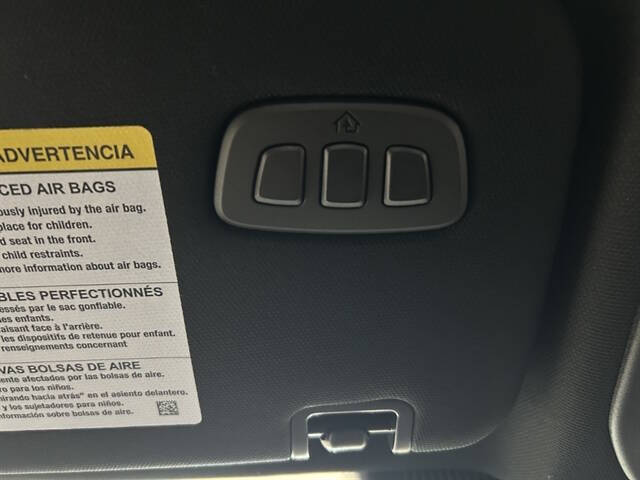 ADVERTENCIA
CED AIR BAGS
ously injured by the air bag.
place for children.
d seat in the front.
child restraints.
more information about air bags.
BLES PERFECTIONNÉS
essés par le sac gonflable.
es enfants.
aisant face à l'arrière.
les dispositifs de retenue pour enfant.
renseignements concernant
VAS BOLSAS DE AIRE
ente afectados por las bolsas de aire.
ro para los niños.
mirando hacia atrás" en el asiento delantero.
y los sujetadores para niños.
nformación sobre bolsas de aire.